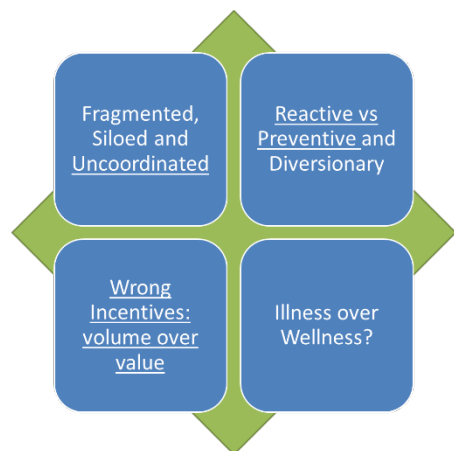 Fragmented,
Siloed and
Uncoordinated
Reactive vs
Preventive and
Diversionary
Wrong
Incentives:
volume over
value
Illness over
Wellness?